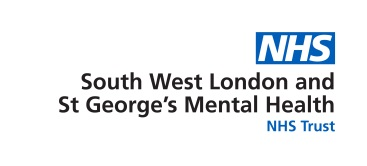 NHS
South West London and
St George's Mental Health
NHS Trust